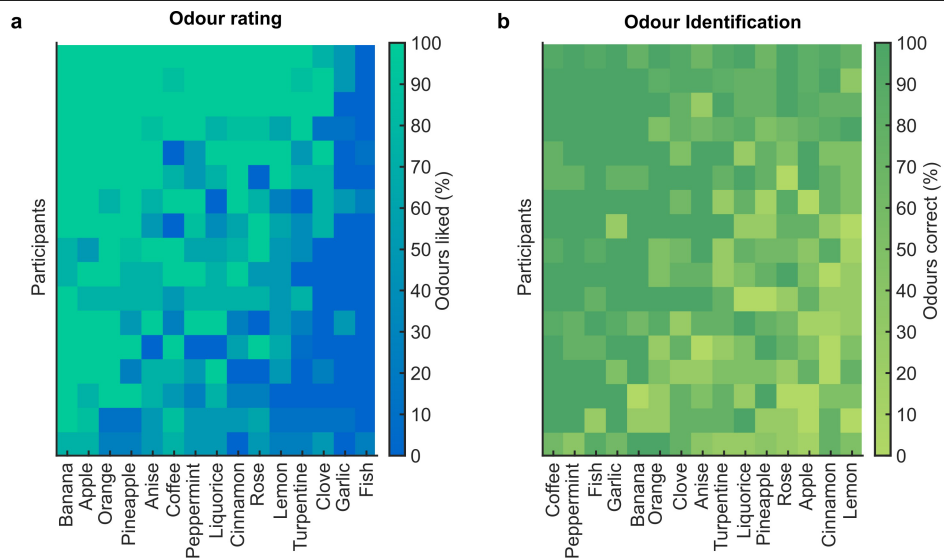 a
Odour rating
Participants
100
90
80
70
60
50
40
30
20
10
0
Odours liked (%)
Banana
Apple
Orange
Pineapple
Anise
Coffee
Peppermint
Liquorice
Cinnamon
Rose
Lemon
Turpentine
Clove
Garlic
Fish
b
Odour Identification
Participants
100
90
80
70
60
50
40
30
20
10
0
Odours correct (%)
Coffee
Peppermint
Fish
Garlic
Banana
Orange
Clove
Anise
Turpentine
Liquorice
Pineapple
Rose
Apple
Cinnamon
Lemon